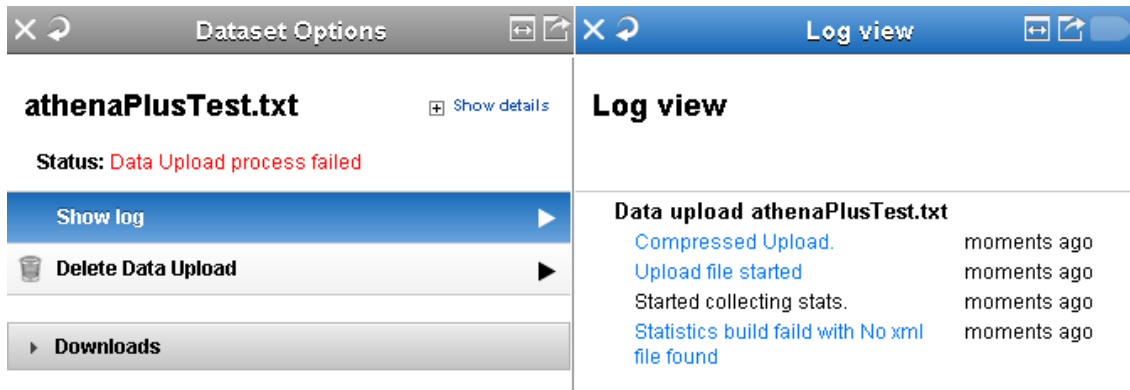 Dataset Options
athenaPlusTest.txt
Show details
Status: Data Upload process failed
Show log
Delete Data Upload
Downloads
Log view
Log view
Data upload athenaPlusTest.txt
Compressed Upload. moments ago
Upload file started moments ago
Started collecting stats. moments ago
Statistics build faild with No xml moments ago
file found